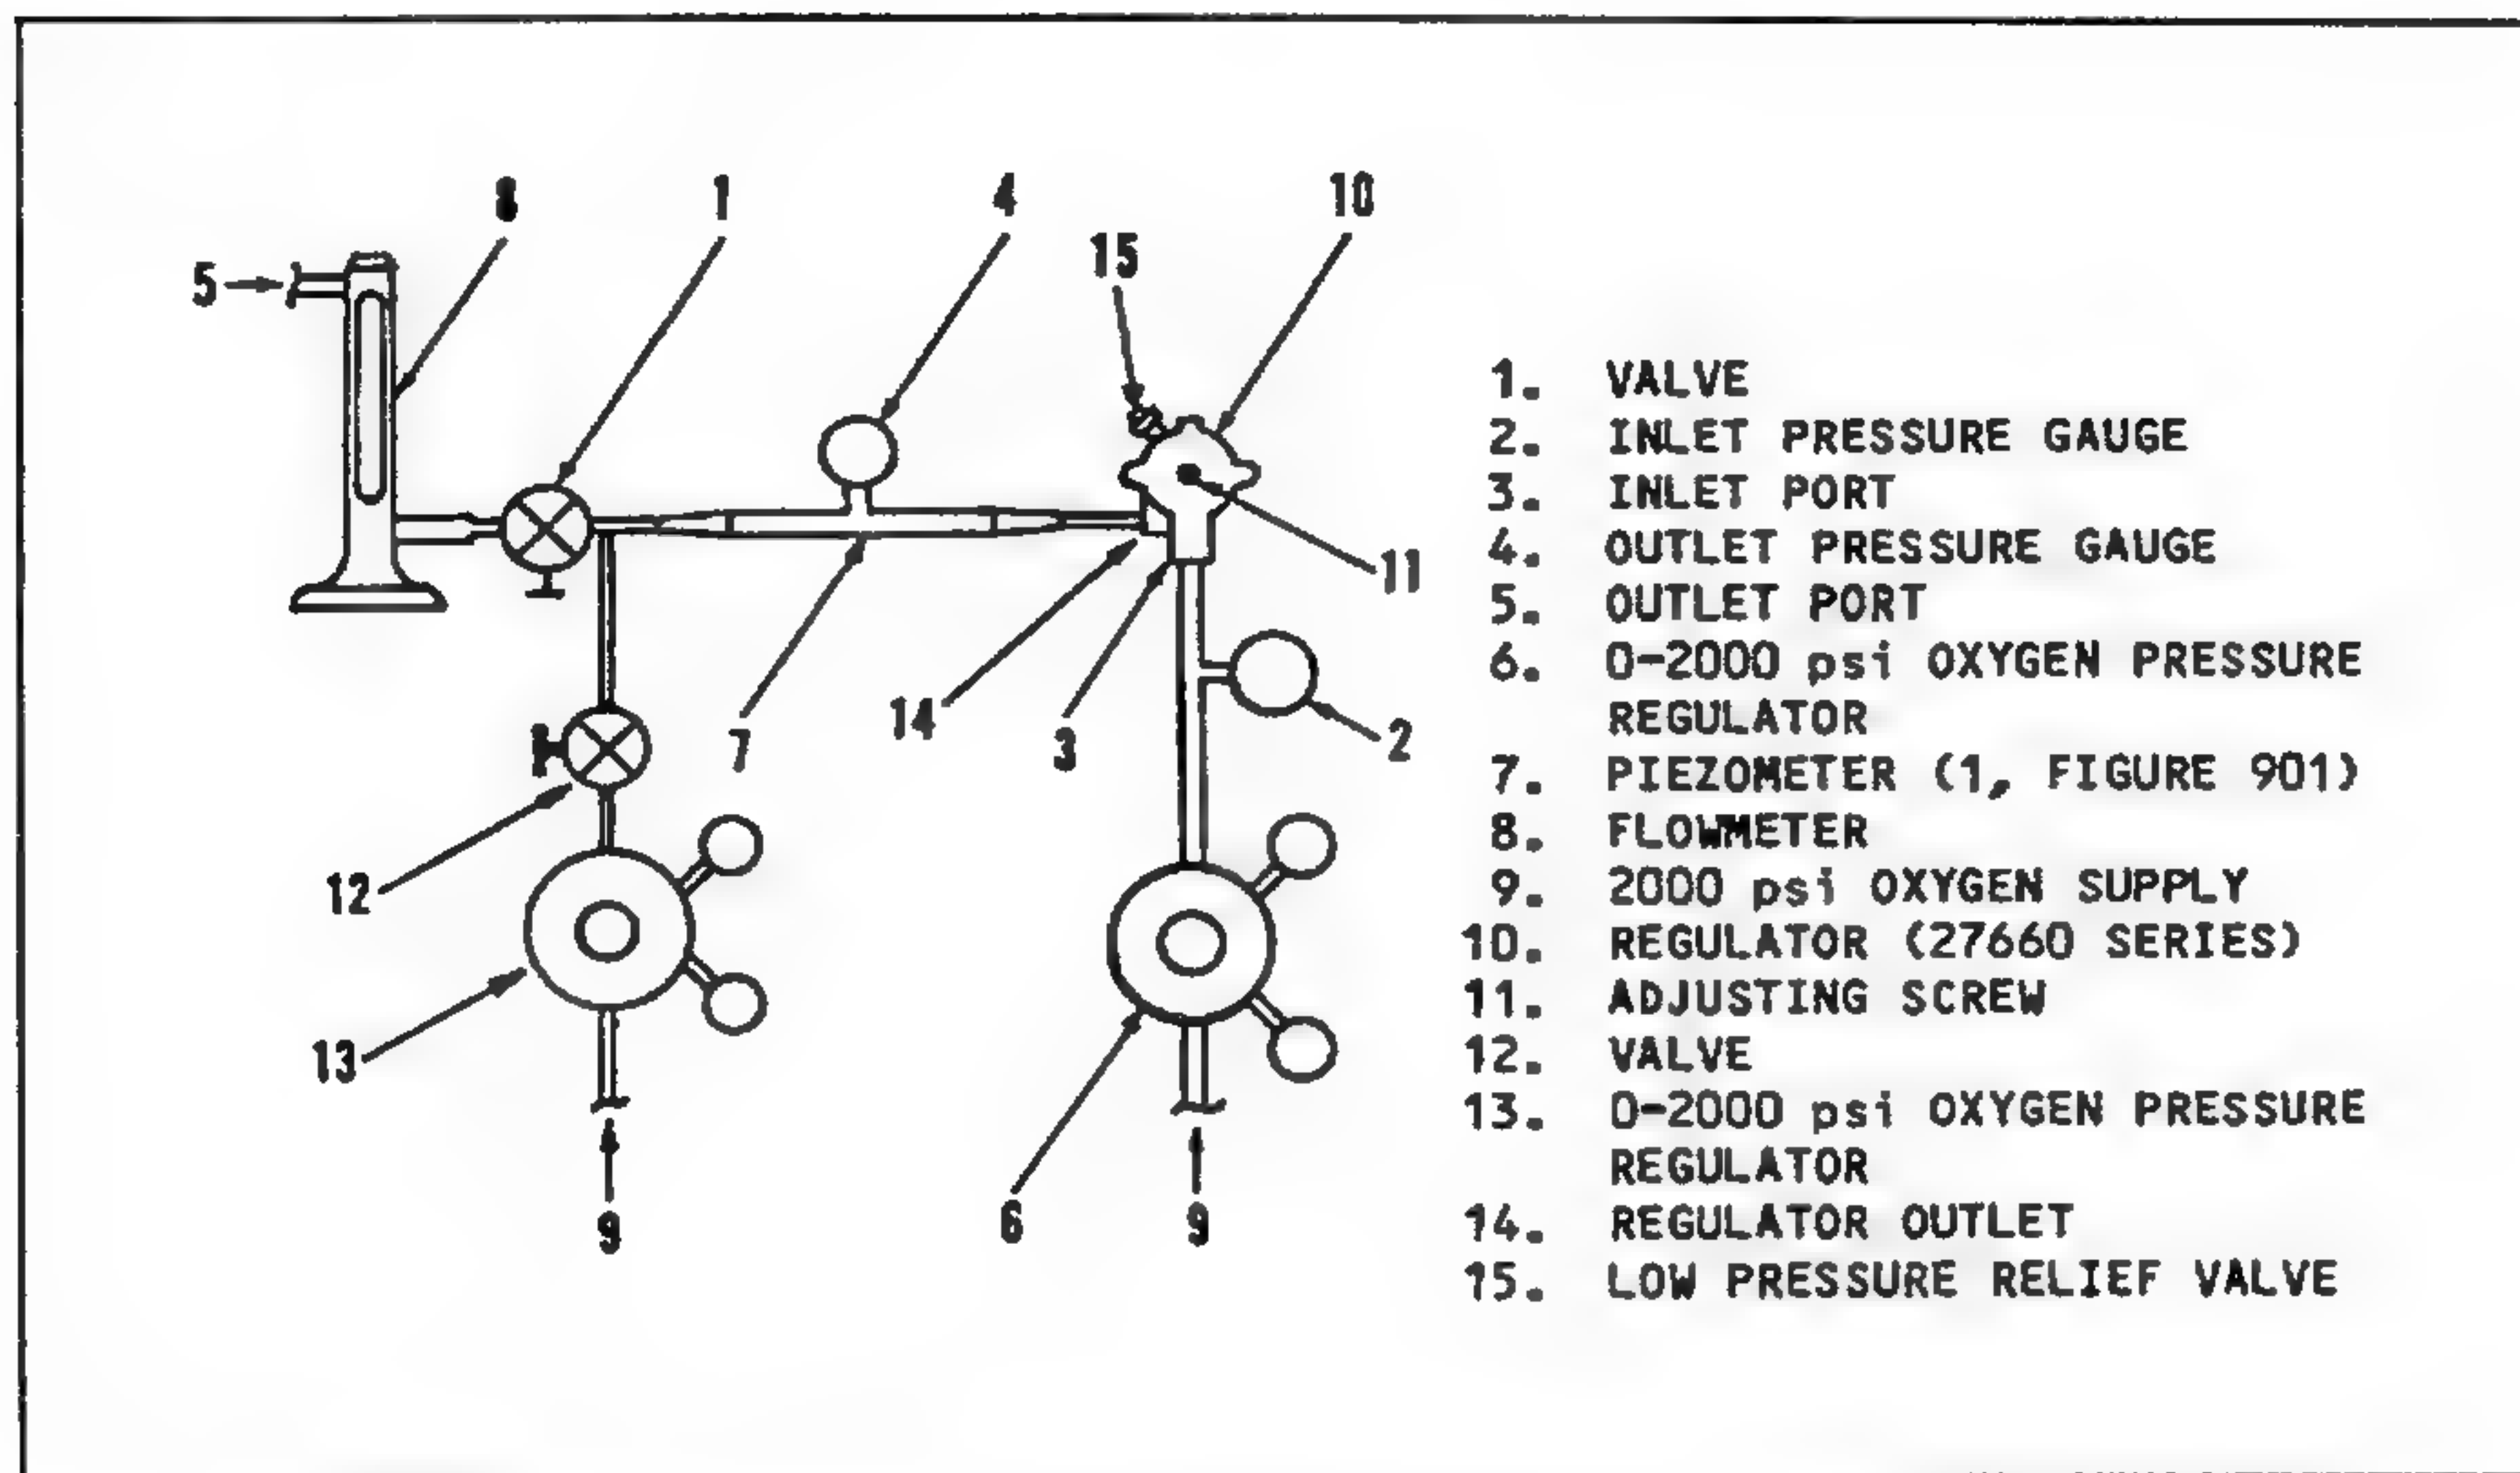 8
1
4
10
15
5
11
14
7
3
2
12
13
9
6
9
1. VALVE
2. INLET PRESSURE GAUGE
3. INLET PORT
4. OUTLET PRESSURE GAUGE
5. OUTLET PORT
6. 0-2000 psi OXYGEN PRESSURE
REGULATOR
7. PIEZOMETER (1, FIGURE 901)
8. FLOWMETER
9. 2000 psi OXYGEN SUPPLY
10. REGULATOR (27660 SERIES)
11. ADJUSTING SCREW
12. VALVE
13. 0-2000 psi OXYGEN PRESSURE
REGULATOR
14. REGULATOR OUTLET
15. LOW PRESSURE RELIEF VALVE